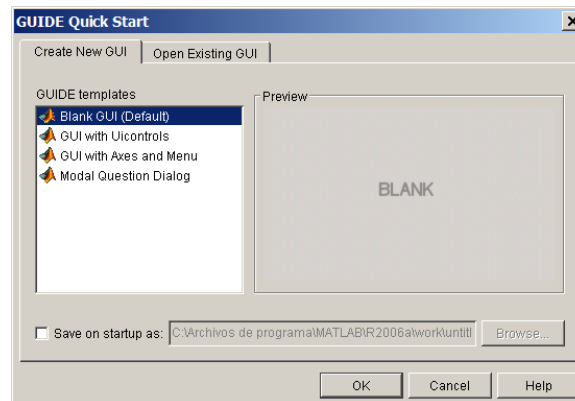 GUIDE Quick Start
Create New GUI
Open Existing GUI
GUIDE templates
Preview
Blank GUI (Default)
GUI with Uicontrols
GUI with Axes and Menu
Modal Question Dialog
BLANK
Save on startup as:
C:\Archivos de programa\MATLAB\R2006a\work\untitl
Browse...
OK
Cancel
Help